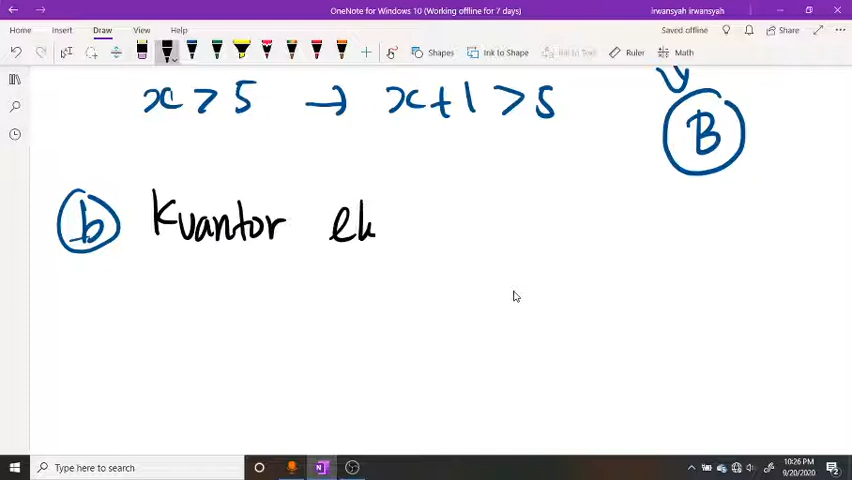 OneNote for Windows 10 (Working offline for 7 days)
irwansyah irwansyah
Home Insert Draw View Help
Saved offline Share
Shapes Ink to Shape Ink to Text Ruler Math
x > 5 → x + 1 > 5
B
b Kuantor ek
Type here to search
10:26 PM
9/20/2020
2